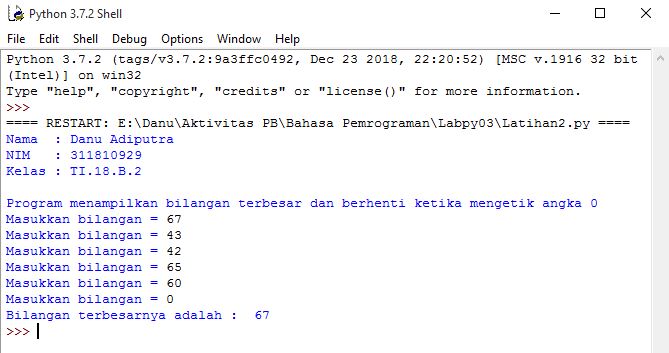 Python 3.7.2 Shell
File Edit Shell Debug Options Window Help
Python 3.7.2 (tags/v3.7.2:9a3ffc0492, Dec 23 2018, 22:20:52) [MSC v.1916 32 bit
(Intel)] on win32
Type "help", "copyright", "credits" or "license()" for more information.
>>>
==== RESTART: E:\Danu\Aktivitas PB\Bahasa Pemrograman\Labpy03\Latihan2.py ====
Nama  : Danu Adiputra
NIM   : 311810929
Kelas : TI.18.B.2
Program menampilkan bilangan terbesar dan berhenti ketika mengetik angka 0
Masukkan bilangan = 67
Masukkan bilangan = 43
Masukkan bilangan = 42
Masukkan bilangan = 65
Masukkan bilangan = 60
Masukkan bilangan = 0
Bilangan terbesarnya adalah :  67
>>>